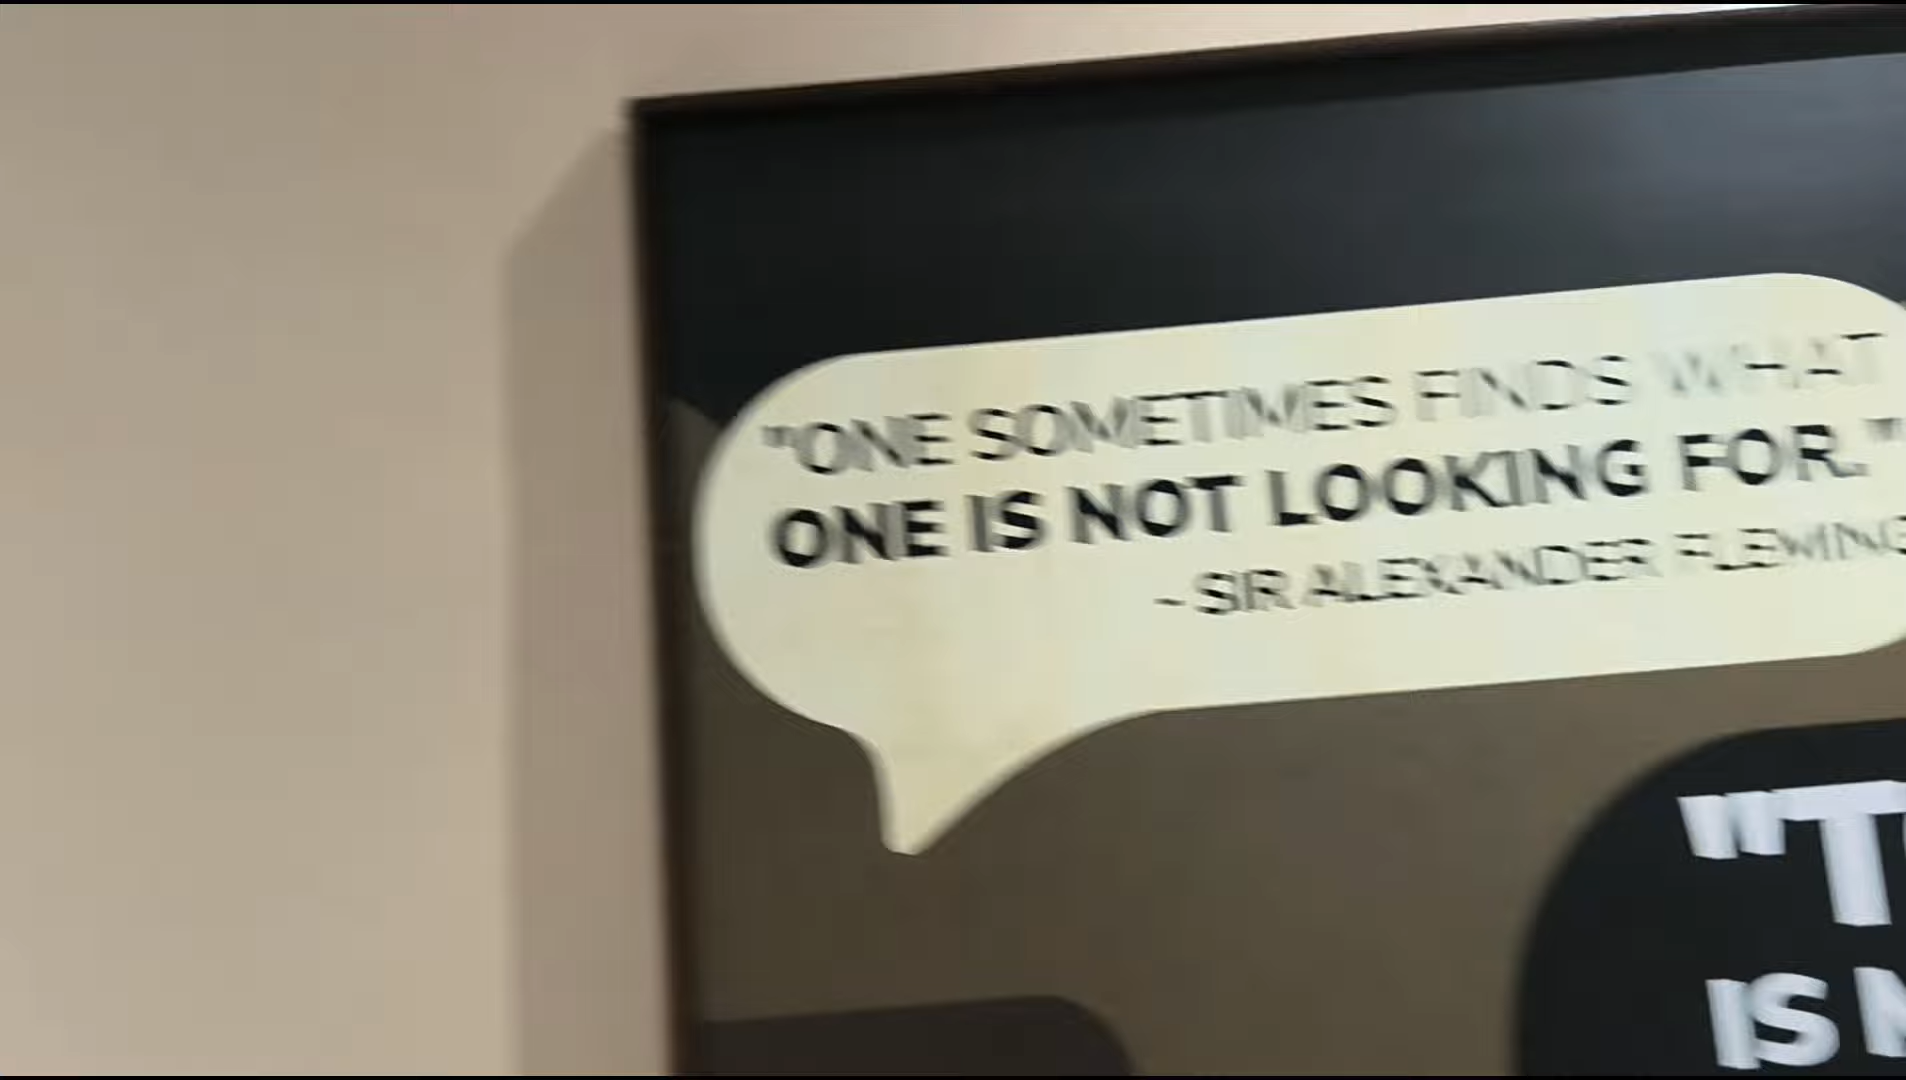 "ONE SOMETIMES FINDS WHAT
ONE IS NOT LOOKING FOR."
- SIR ALEXANDER FLEMING
"T
IS N